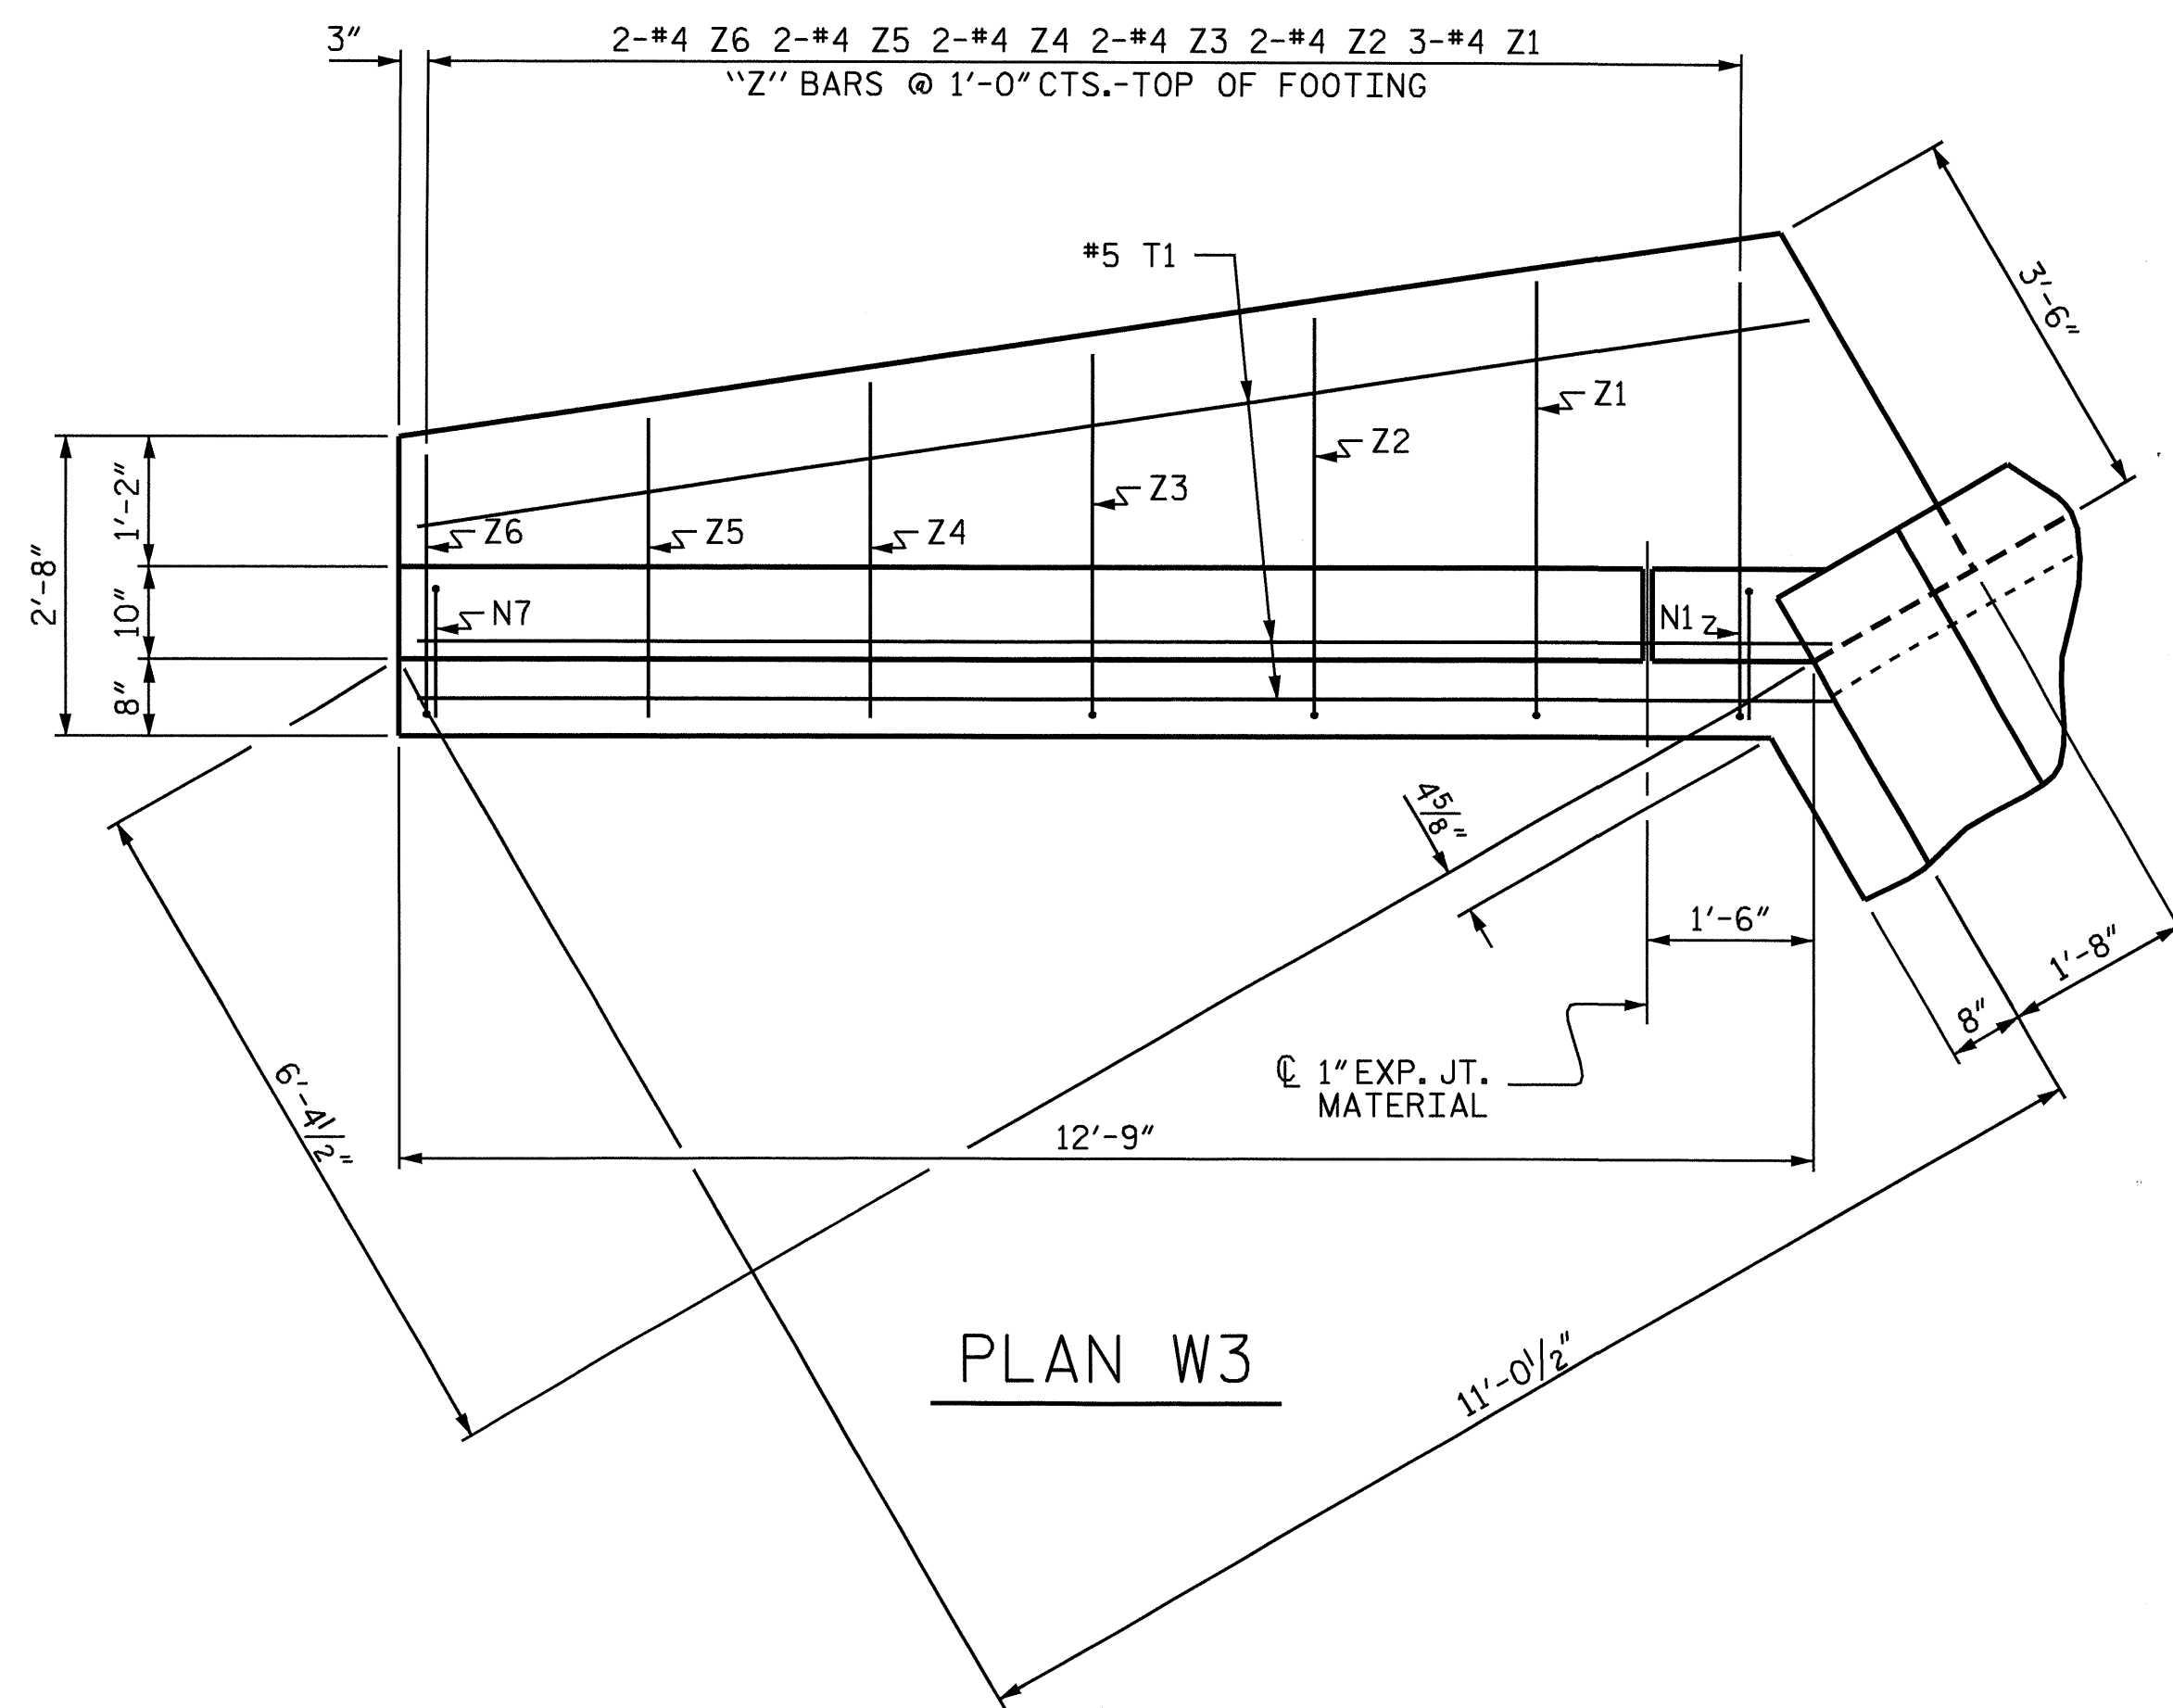 3"
2-#4 Z6 2-#4 Z5 2-#4 Z4 2-#4 Z3 2-#4 Z2 3-#4 Z1
"Z" BARS @ 1'-0" CTS.-TOP OF FOOTING
#5 T1
3'-6"
Z1
Z2
Z3
Z4
Z5
Z6
1'-2"
2'-8"
10"
8"
N7
N1
4 5/8"
1'-6"
1'-8"
8"
℄ 1" EXP. JT.
MATERIAL
6'-4 1/2"
12'-9"
11'-0 1/2"
PLAN W3